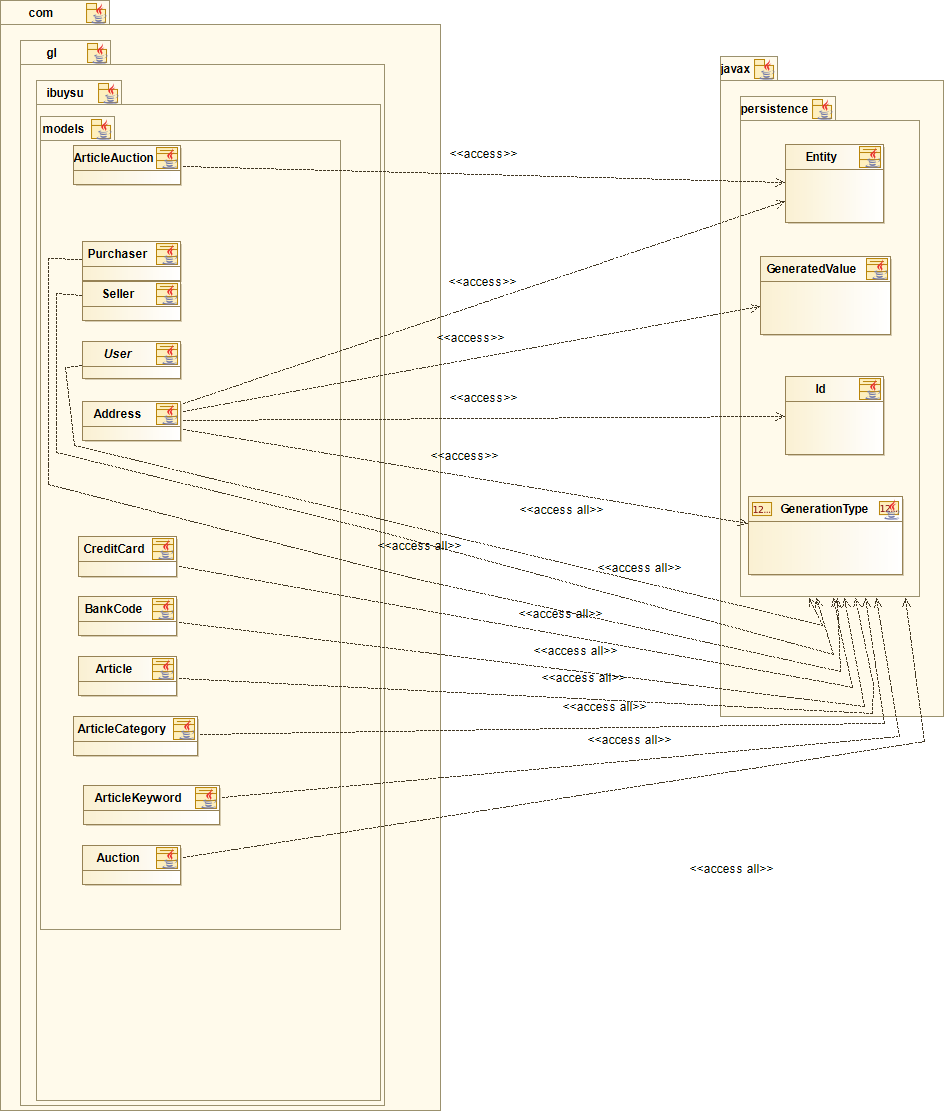 com
gl
ibuysu
models
ArticleAuction
Purchaser
Seller
User
Address
CreditCard
BankCode
Article
ArticleCategory
ArticleKeyword
Auction
<<access>>
<<access>>
<<access>>
<<access>>
<<access>>
<<access all>>
<<access all>>
<<access all>>
<<access all>>
<<access all>>
<<access all>>
<<access all>>
<<access all>>
<<access all>>
javax
persistence
Entity
GeneratedValue
Id
12...
GenerationType
12...